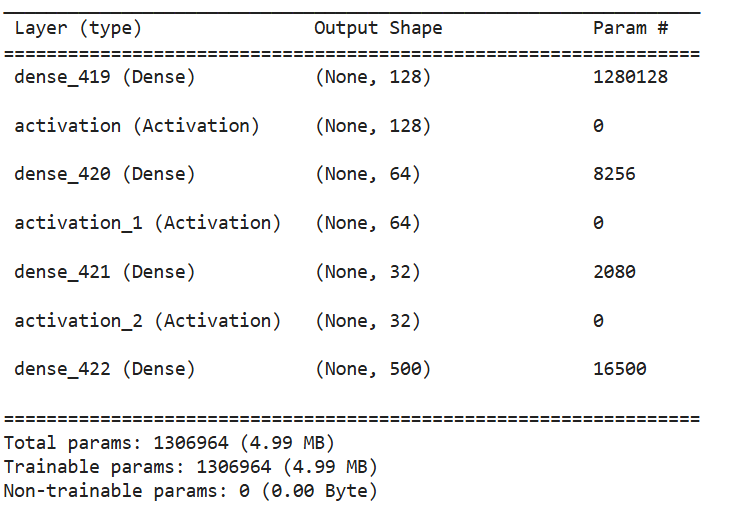 Layer (type) Output Shape Param #
=================================================================
dense_419 (Dense) (None, 128) 1280128
activation (Activation) (None, 128) 0
dense_420 (Dense) (None, 64) 8256
activation_1 (Activation) (None, 64) 0
dense_421 (Dense) (None, 32) 2080
activation_2 (Activation) (None, 32) 0
dense_422 (Dense) (None, 500) 16500
=================================================================
Total params: 1306964 (4.99 MB)
Trainable params: 1306964 (4.99 MB)
Non-trainable params: 0 (0.00 Byte)